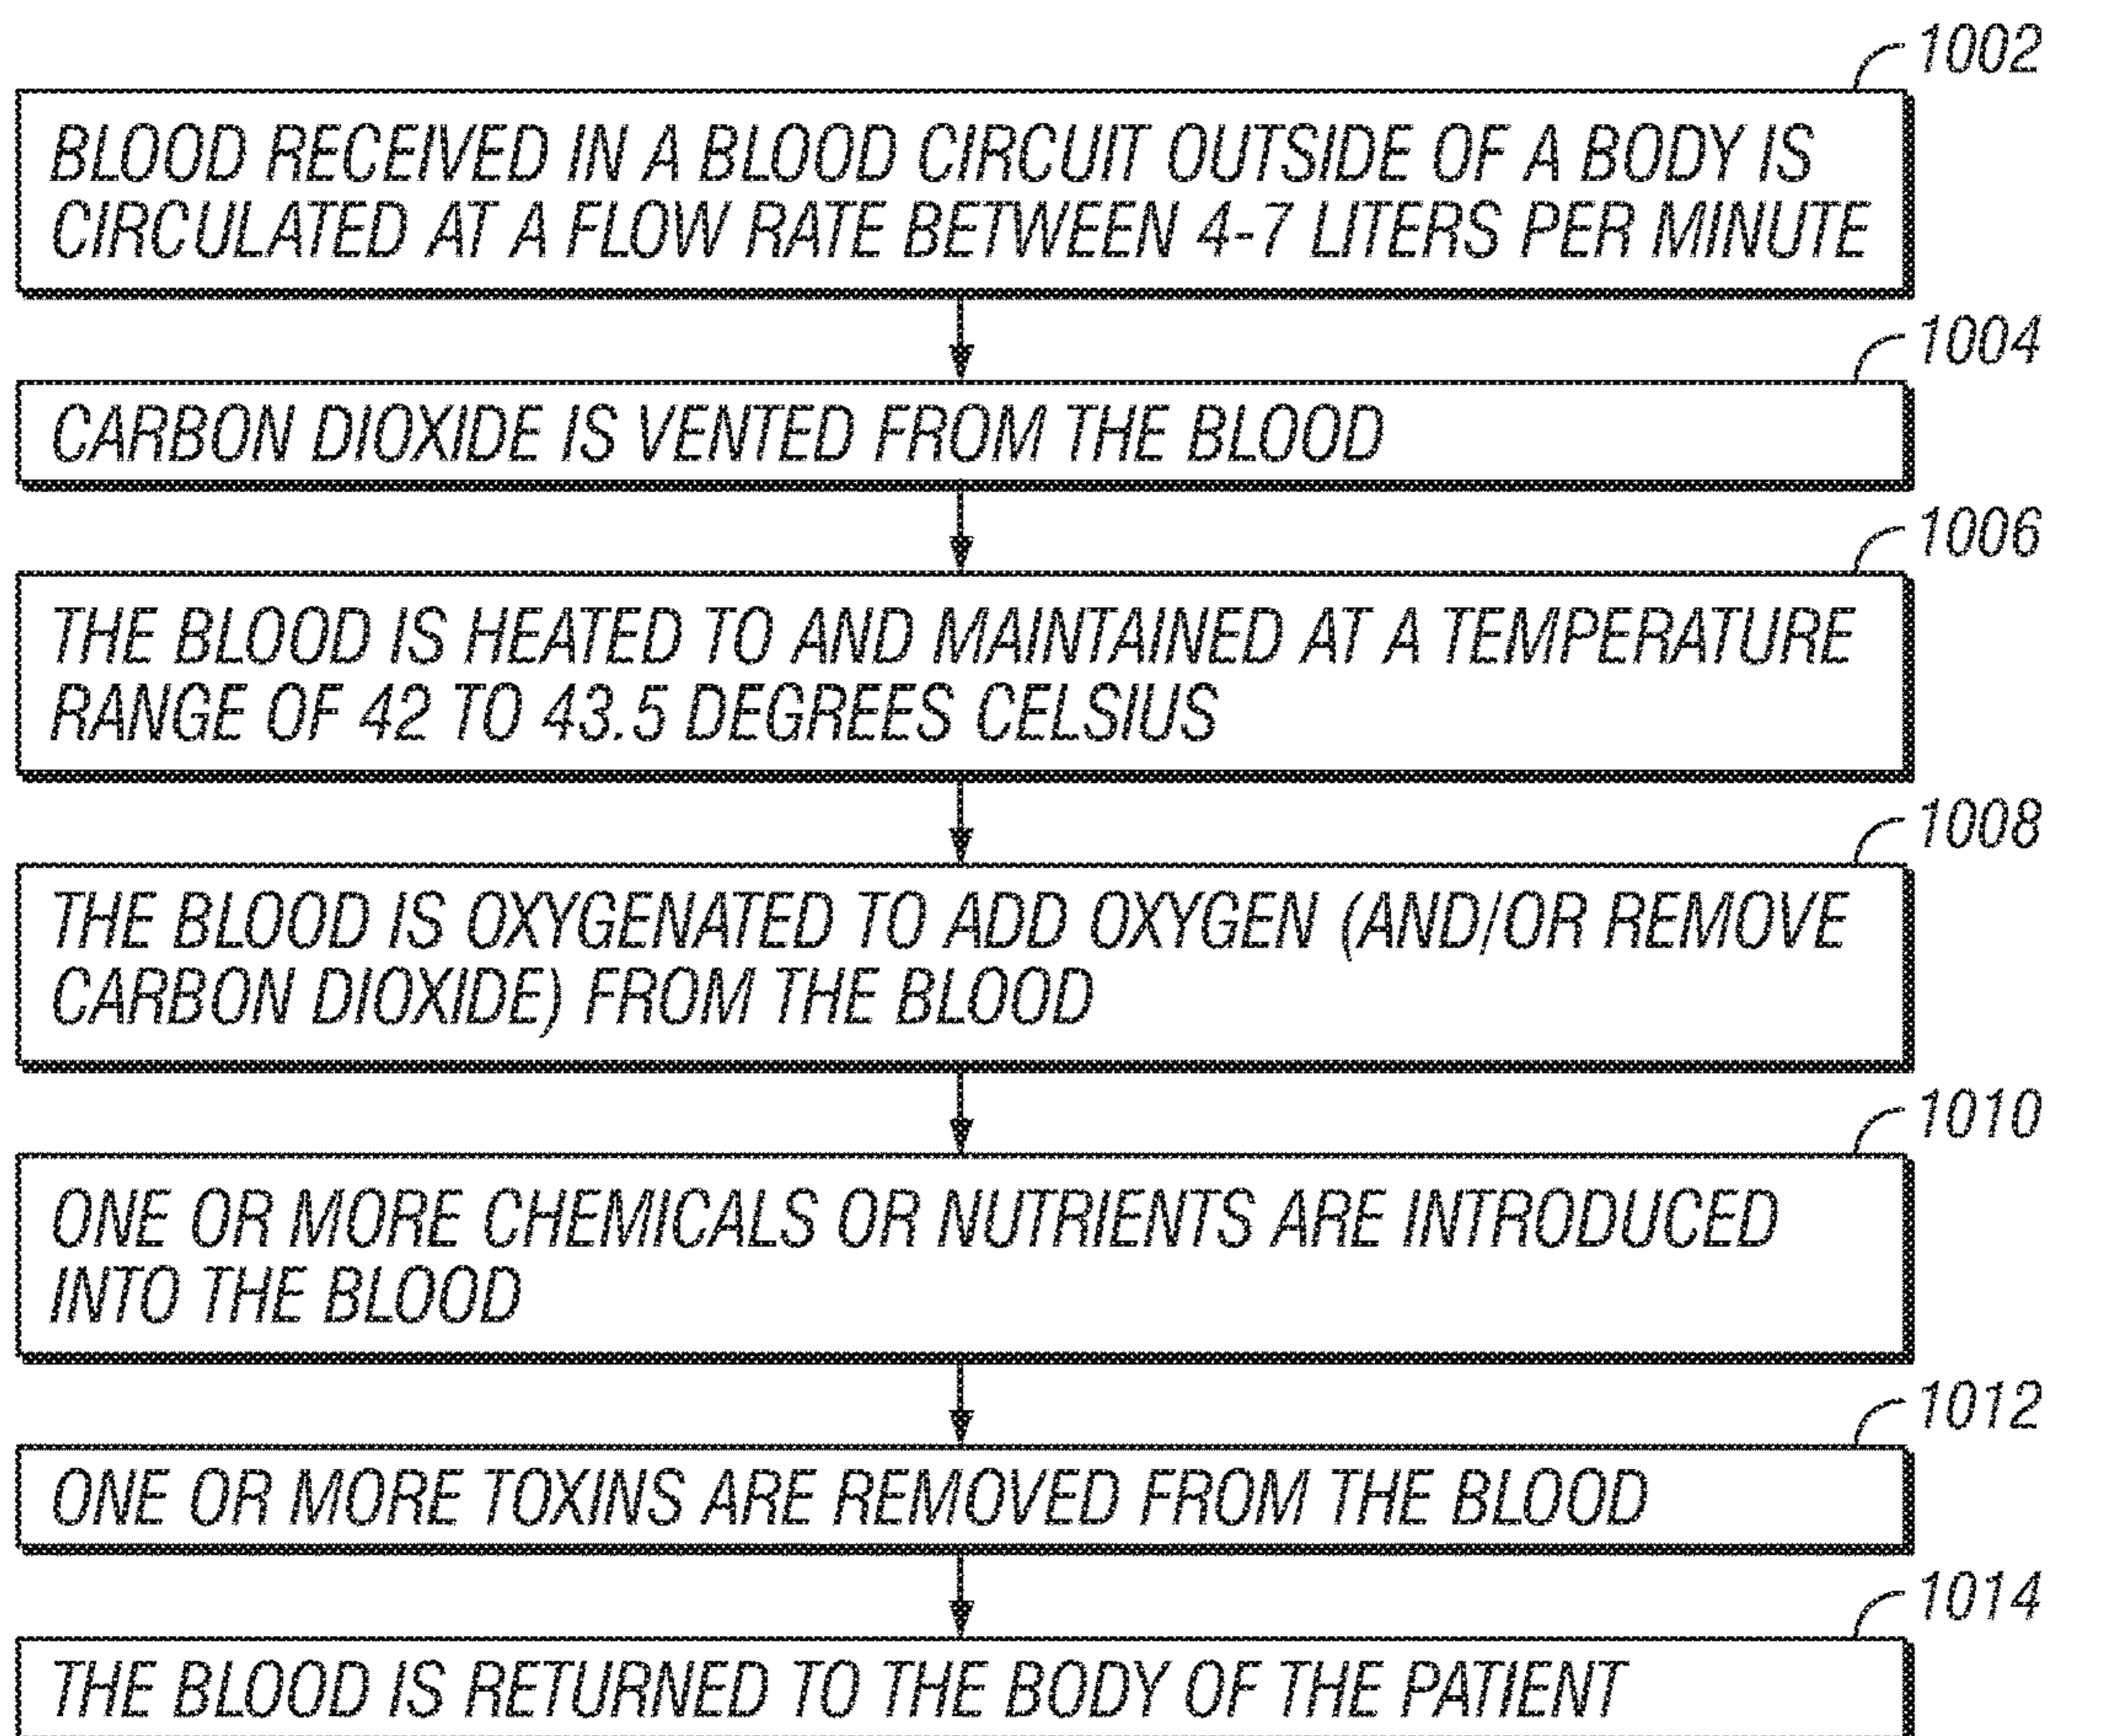 1002
BLOOD RECEIVED IN A BLOOD CIRCUIT OUTSIDE OF A BODY IS
CIRCULATED AT A FLOW RATE BETWEEN 4-7 LITERS PER MINUTE
1004
CARBON DIOXIDE IS VENTED FROM THE BLOOD
1006
THE BLOOD IS HEATED TO AND MAINTAINED AT A TEMPERATURE
RANGE OF 42 TO 43.5 DEGREES CELSIUS
1008
THE BLOOD IS OXYGENATED TO ADD OXYGEN (AND/OR REMOVE
CARBON DIOXIDE) FROM THE BLOOD
1010
ONE OR MORE CHEMICALS OR NUTRIENTS ARE INTRODUCED
INTO THE BLOOD
1012
ONE OR MORE TOXINS ARE REMOVED FROM THE BLOOD
1014
THE BLOOD IS RETURNED TO THE BODY OF THE PATIENT